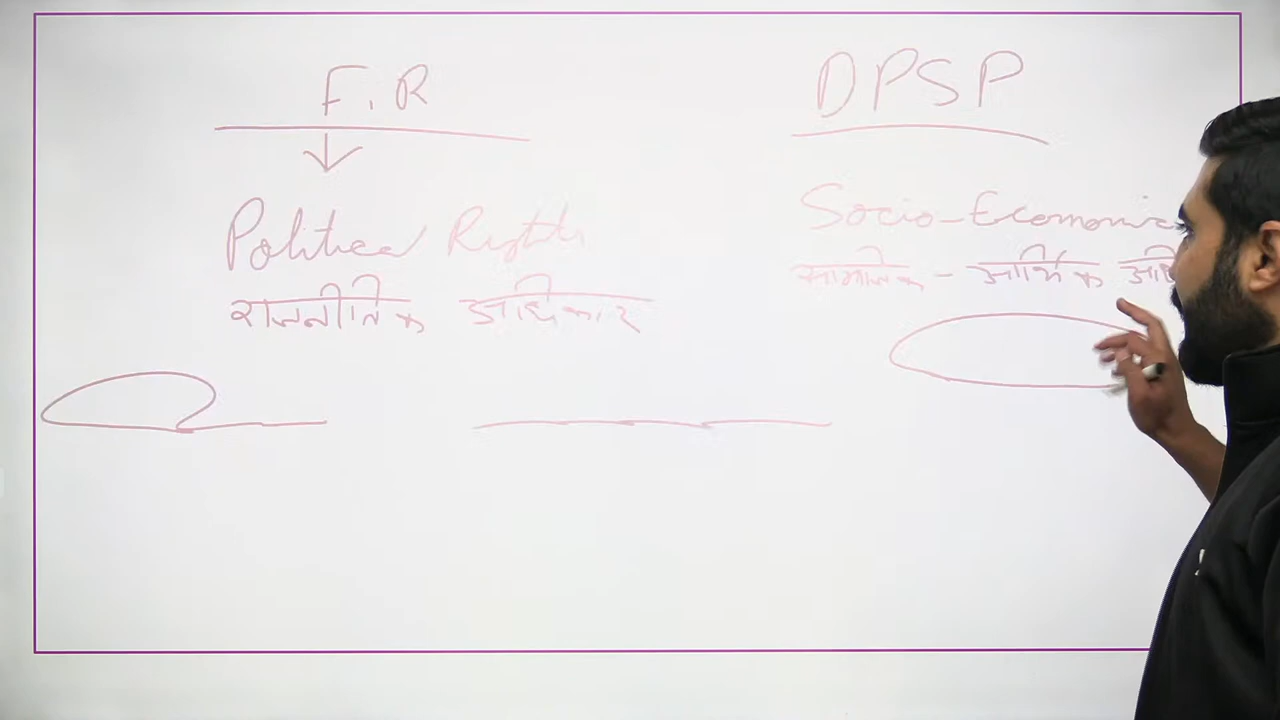 F.R
DPSP
Political Rights
राजनीतिक अधिकार
Socio-Economic
सामाजिक - आर्थिक